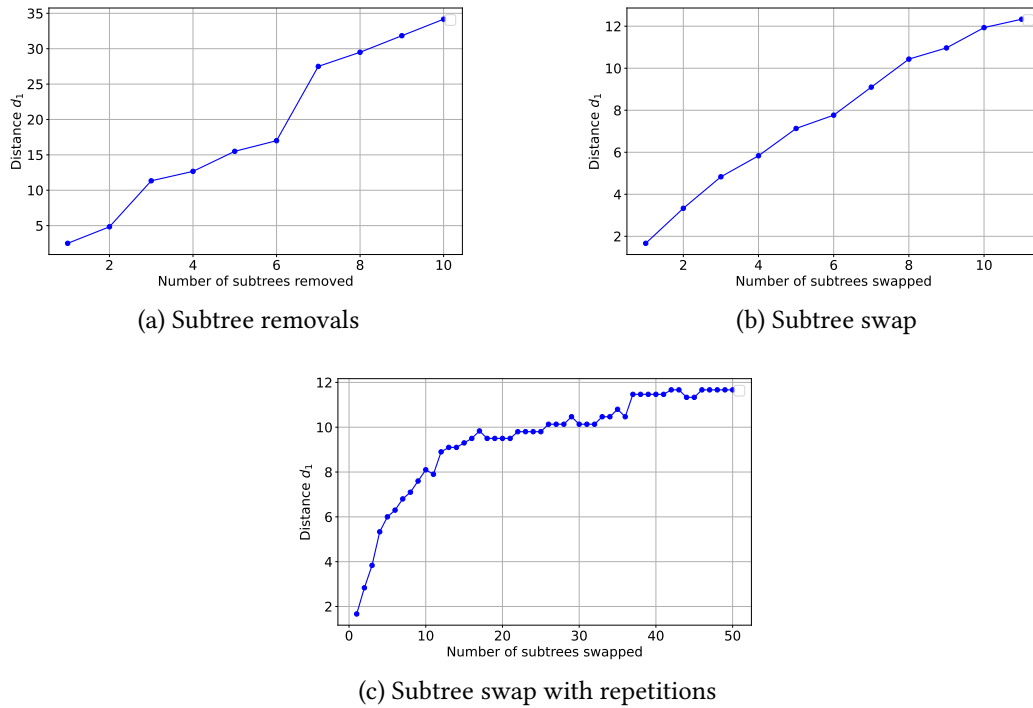 35
30
25
20
15
10
5
Distance d₁
2 4 6 8 10
Number of subtrees removed
(a) Subtree removals
12
10
8
6
4
2
Distance d₁
2 4 6 8 10
Number of subtrees swapped
(b) Subtree swap
12
10
8
6
4
2
Distance d₁
0 10 20 30 40 50
Number of subtrees swapped
(c) Subtree swap with repetitions